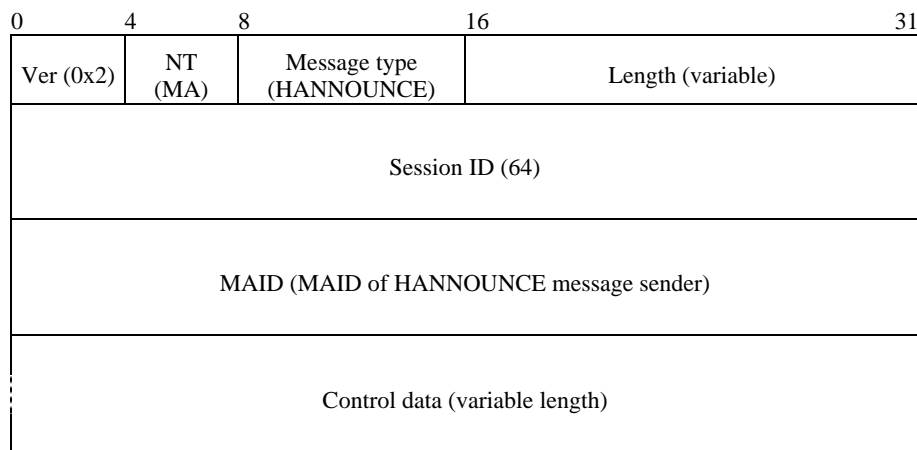 0 4 8 16 31
Ver (0x2)
NT
(MA)
Message type
(HANNOUNCE)
Length (variable)
Session ID (64)
MAID (MAID of HANNOUNCE message sender)
Control data (variable length)